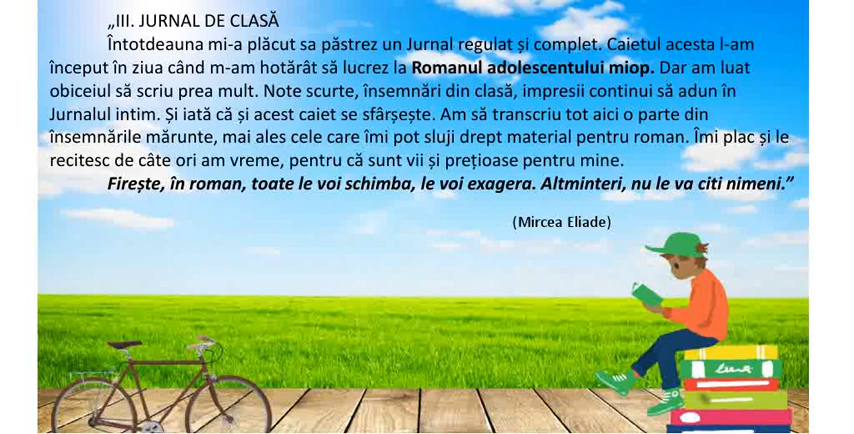 „III. JURNAL DE CLASĂ
Întotdeauna mi-a plăcut sa păstrez un Jurnal regulat și complet. Caietul acesta l-am
început în ziua când m-am hotărât să lucrez la Romanul adolescentului miop. Dar am luat
obiceiul să scriu prea mult. Note scurte, însemnări din clasă, impresii continui să adun în
Jurnalul intim. Și iată că și acest caiet se sfârșește. Am să transcriu tot aici o parte din
însemnările mărunte, mai ales cele care îmi pot sluji drept material pentru roman. Îmi plac și le
recitesc de câte ori am vreme, pentru că sunt vii și prețioase pentru mine.
Firește, în roman, toate le voi schimba, le voi exagera. Altminteri, nu le va citi nimeni.”
(Mircea Eliade)